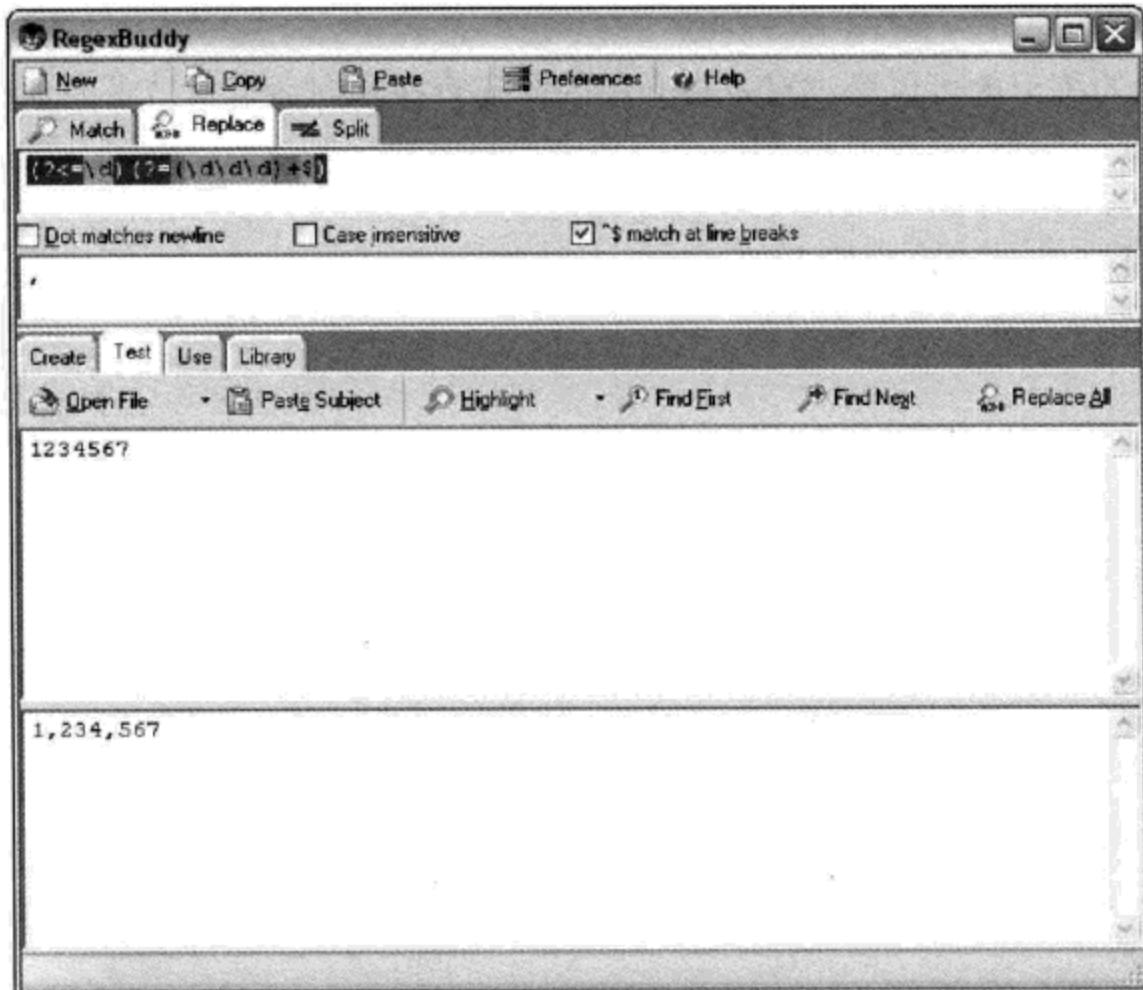 RegexBuddy
New Copy Paste Preferences Help
Match Replace Split
(?<=\d)(?=(\d\d\d)+$)
Dot matches newline Case insensitive ^$ match at line breaks
,
Create Test Use Library
Open File Paste Subject Highlight Find First Find Next Replace All
1234567
1,234,567